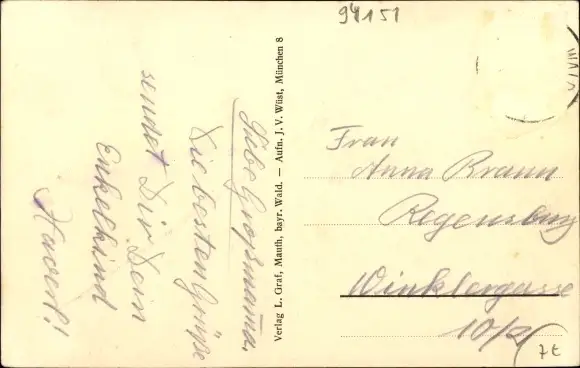 94151
WALD
Liebe Großmama.
Die besten Grüße
sendet Dir Dein
Enkelkind
Verlag L. Graf, Mauth, bayr. Wald. — Aufn. J. V. Wüst, München 8
Frau
Anna Braun
Regensburg
Winklergasse
10/2
7t